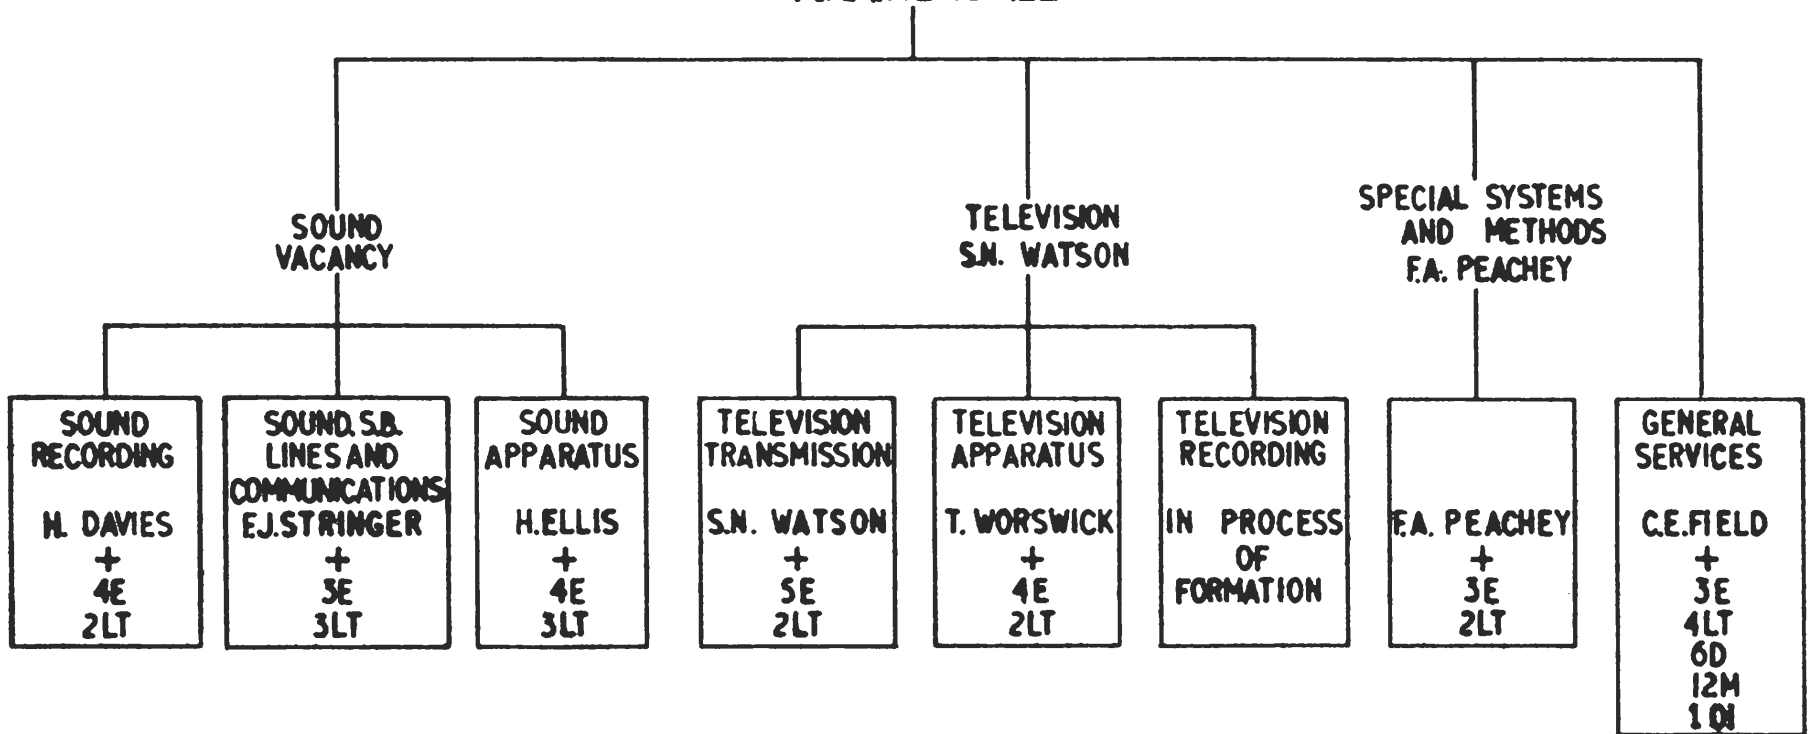 SOUND
VACANCY
TELEVISION
S.N. WATSON
SPECIAL SYSTEMS
AND METHODS
F.A. PEACHEY
SOUND
RECORDING
H. DAVIES
+
4E
2LT
SOUND. S.B.
LINES AND
COMMUNICATIONS
E.J. STRINGER
+
3E
3LT
SOUND
APPARATUS
H. ELLIS
+
4E
3LT
TELEVISION
TRANSMISSION
S.N. WATSON
+
5E
2LT
TELEVISION
APPARATUS
T. WORSWICK
+
4E
2LT
TELEVISION
RECORDING
IN PROCESS
OF
FORMATION
F.A. PEACHEY
+
3E
2LT
GENERAL
SERVICES
C.E. FIELD
+
3E
4LT
6D
12M
1